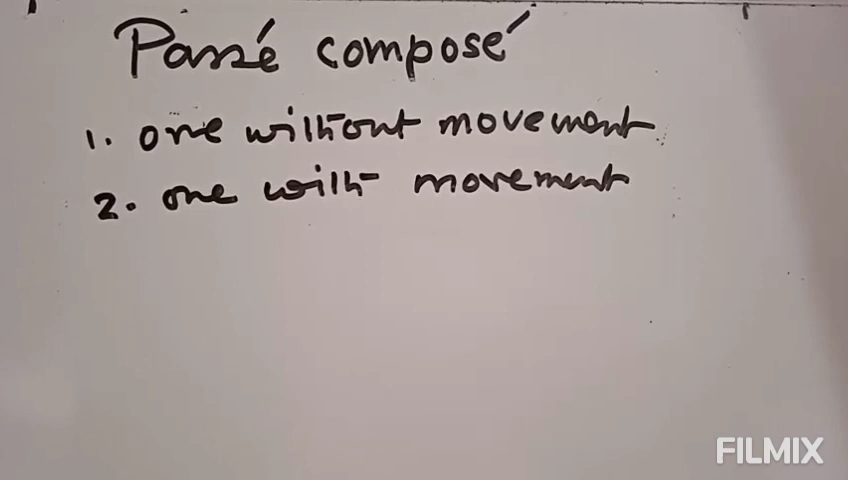 Passé composé
1. one without movement
2. one with movement
FILMIX